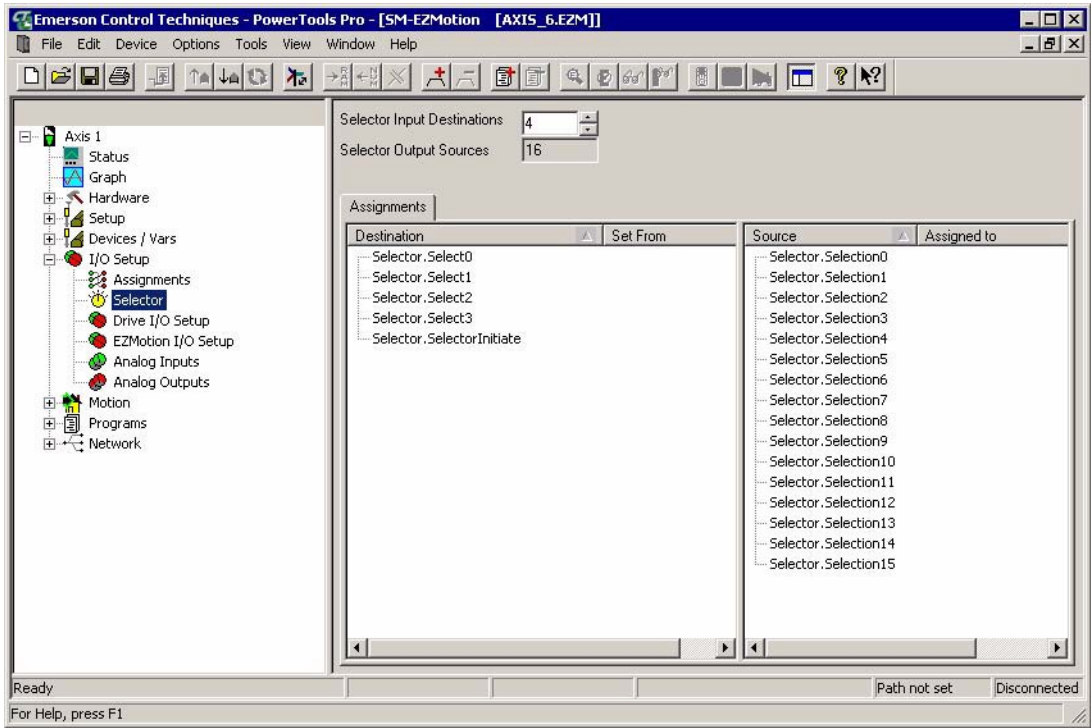 Emerson Control Techniques - PowerTools Pro - [SM-EZMotion [AXIS_6.EZM]]
File Edit Device Options Tools View Window Help
Axis 1
Status
Graph
Hardware
Setup
Devices / Vars
I/O Setup
Assignments
Selector
Drive I/O Setup
EZMotion I/O Setup
Analog Inputs
Analog Outputs
Motion
Programs
Network
Selector Input Destinations 4
Selector Output Sources 16
Assignments
Destination Set From
Selector.Select0
Selector.Select1
Selector.Select2
Selector.Select3
Selector.SelectorInitiate
Source Assigned to
Selector.Selection0
Selector.Selection1
Selector.Selection2
Selector.Selection3
Selector.Selection4
Selector.Selection5
Selector.Selection6
Selector.Selection7
Selector.Selection8
Selector.Selection9
Selector.Selection10
Selector.Selection11
Selector.Selection12
Selector.Selection13
Selector.Selection14
Selector.Selection15
Ready Path not set Disconnected
For Help, press F1